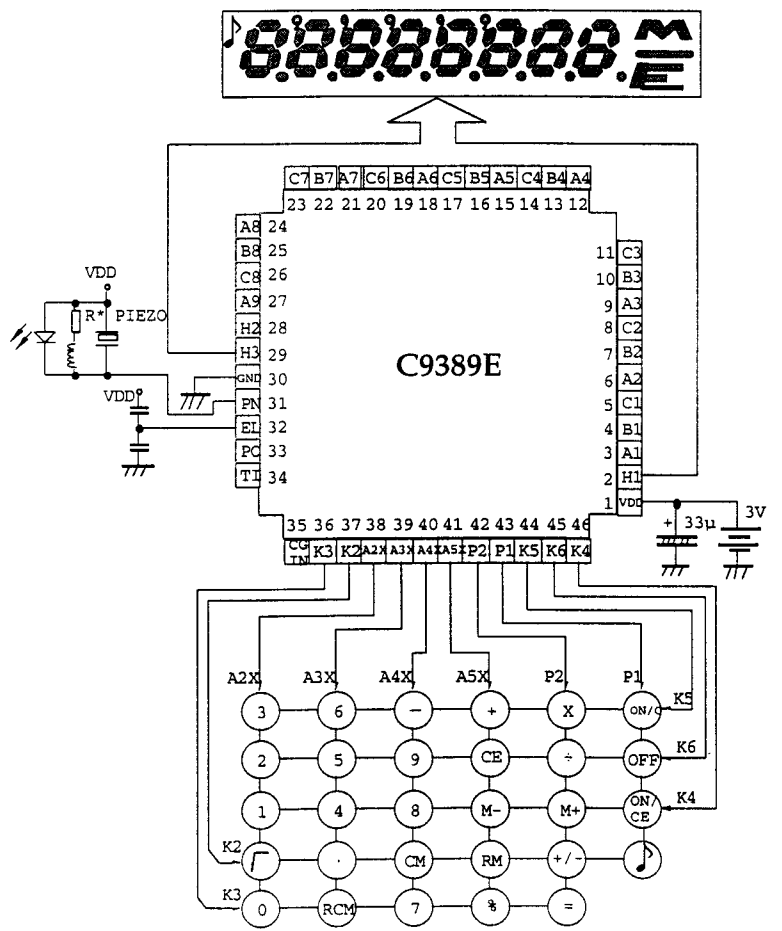 8.8.8.8.8.8.8.8. M E
C7 B7 A7 C6 B6 A6 C5 B5 A5 C4 B4 A4
23 22 21 20 19 18 17 16 15 14 13 12
A8 24
B8 25
C8 26
A9 27
H2 28
H3 29
GND 30
PN 31
EL 32
PO 33
TI 34
11 C3
10 B3
9 A3
8 C2
7 B2
6 A2
5 C1
4 B1
3 A1
2 H1
1 VDD
VDD
R* PIEZO
VDD
C9389E
+ 33μ 3V
35 36 37 38 39 40 41 42 43 44 45 46
CG TN K3 K2 A2X A3X A4X A5X P2 P1 K5 K6 K4
A2X A3X A4X A5X P2 P1
3 6 − + X ON/C K5
2 5 9 CE ÷ OFF K6
1 4 8 M− M+ ON/CE K4
K2 √ . CM RM +/− ♪
K3 0 RCM 7 % =